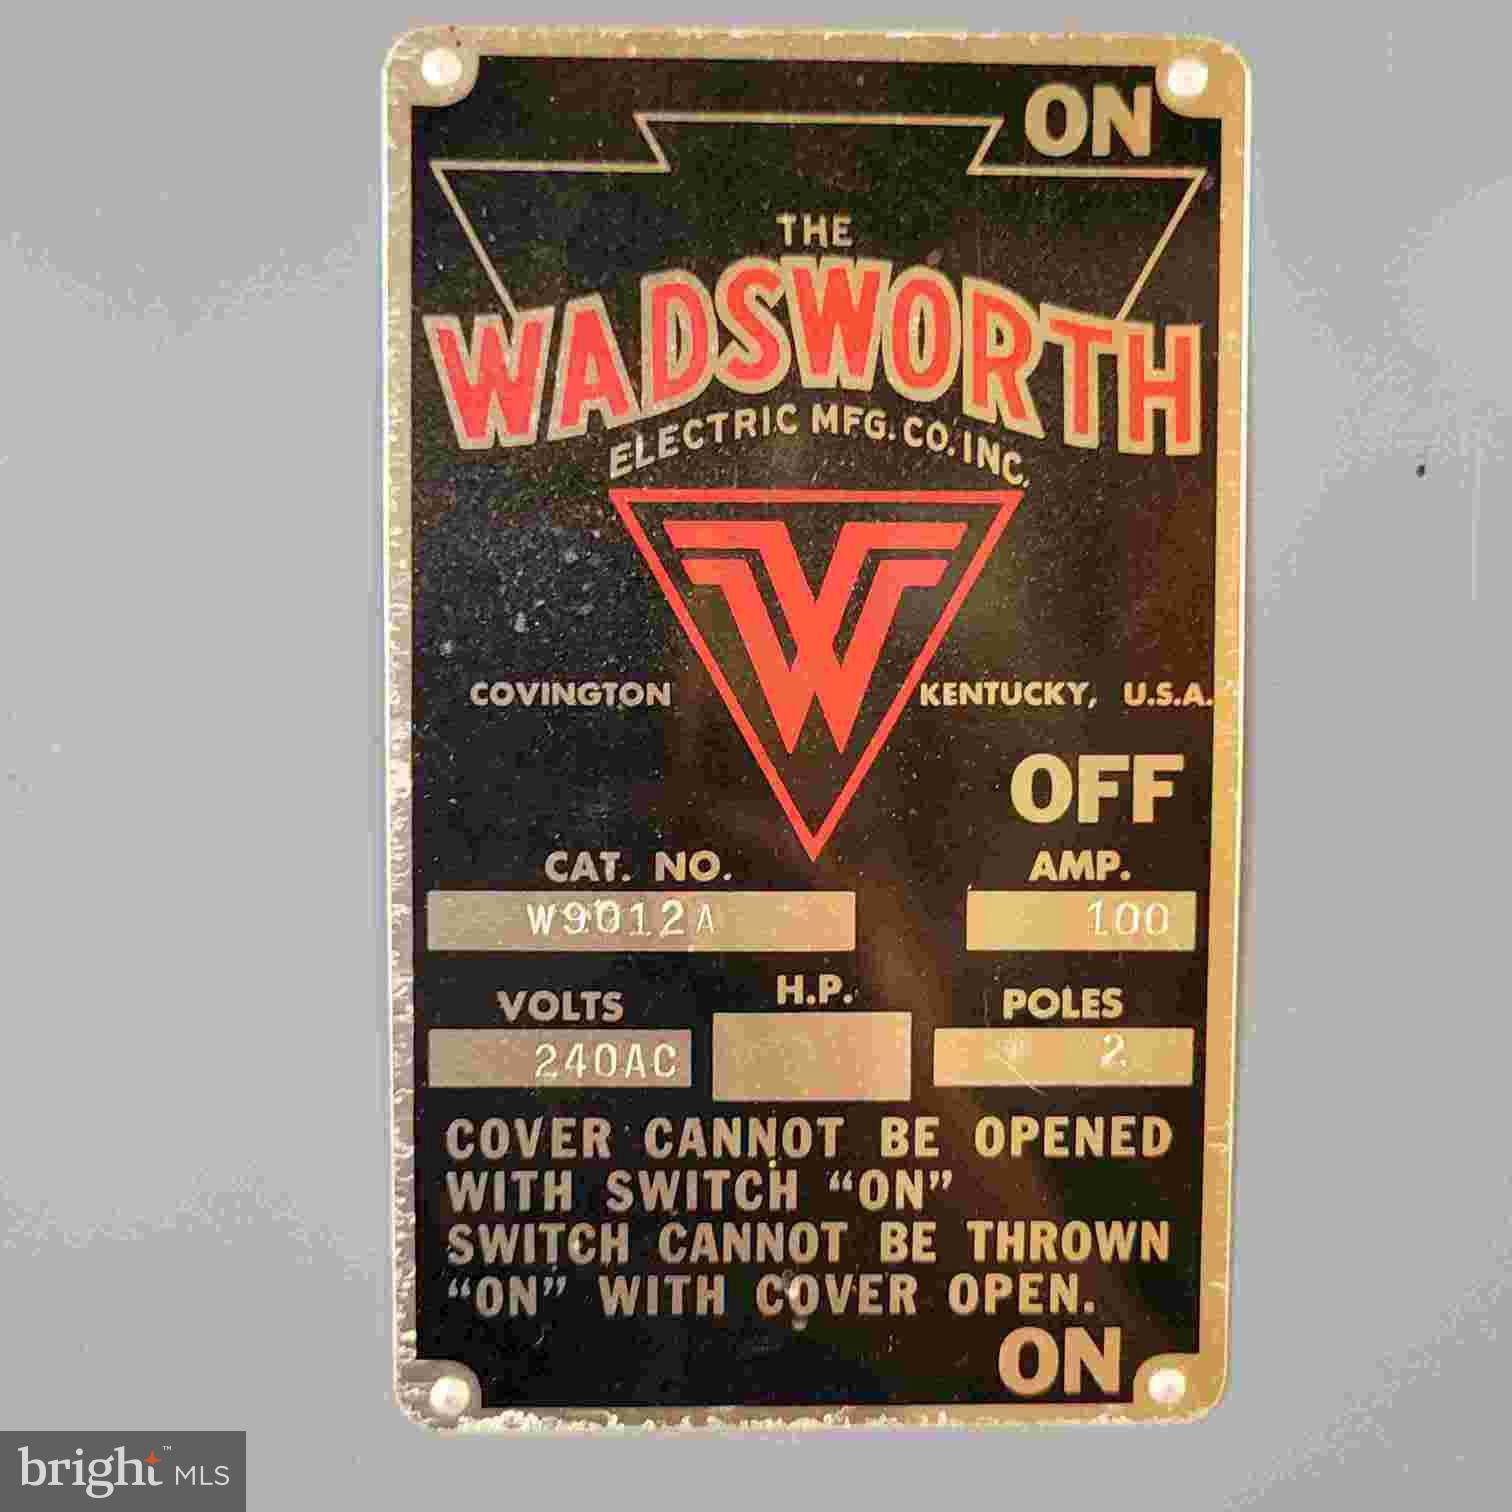 ON
THE
WADSWORTH
ELECTRIC MFG. CO. INC.
W
COVINGTON KENTUCKY, U.S.A.
OFF
CAT. NO. AMP.
W9012A 100
VOLTS H.P. POLES
240AC 2
COVER CANNOT BE OPENED
WITH SWITCH “ON”
SWITCH CANNOT BE THROWN
“ON” WITH COVER OPEN.
ON
bright™ MLS